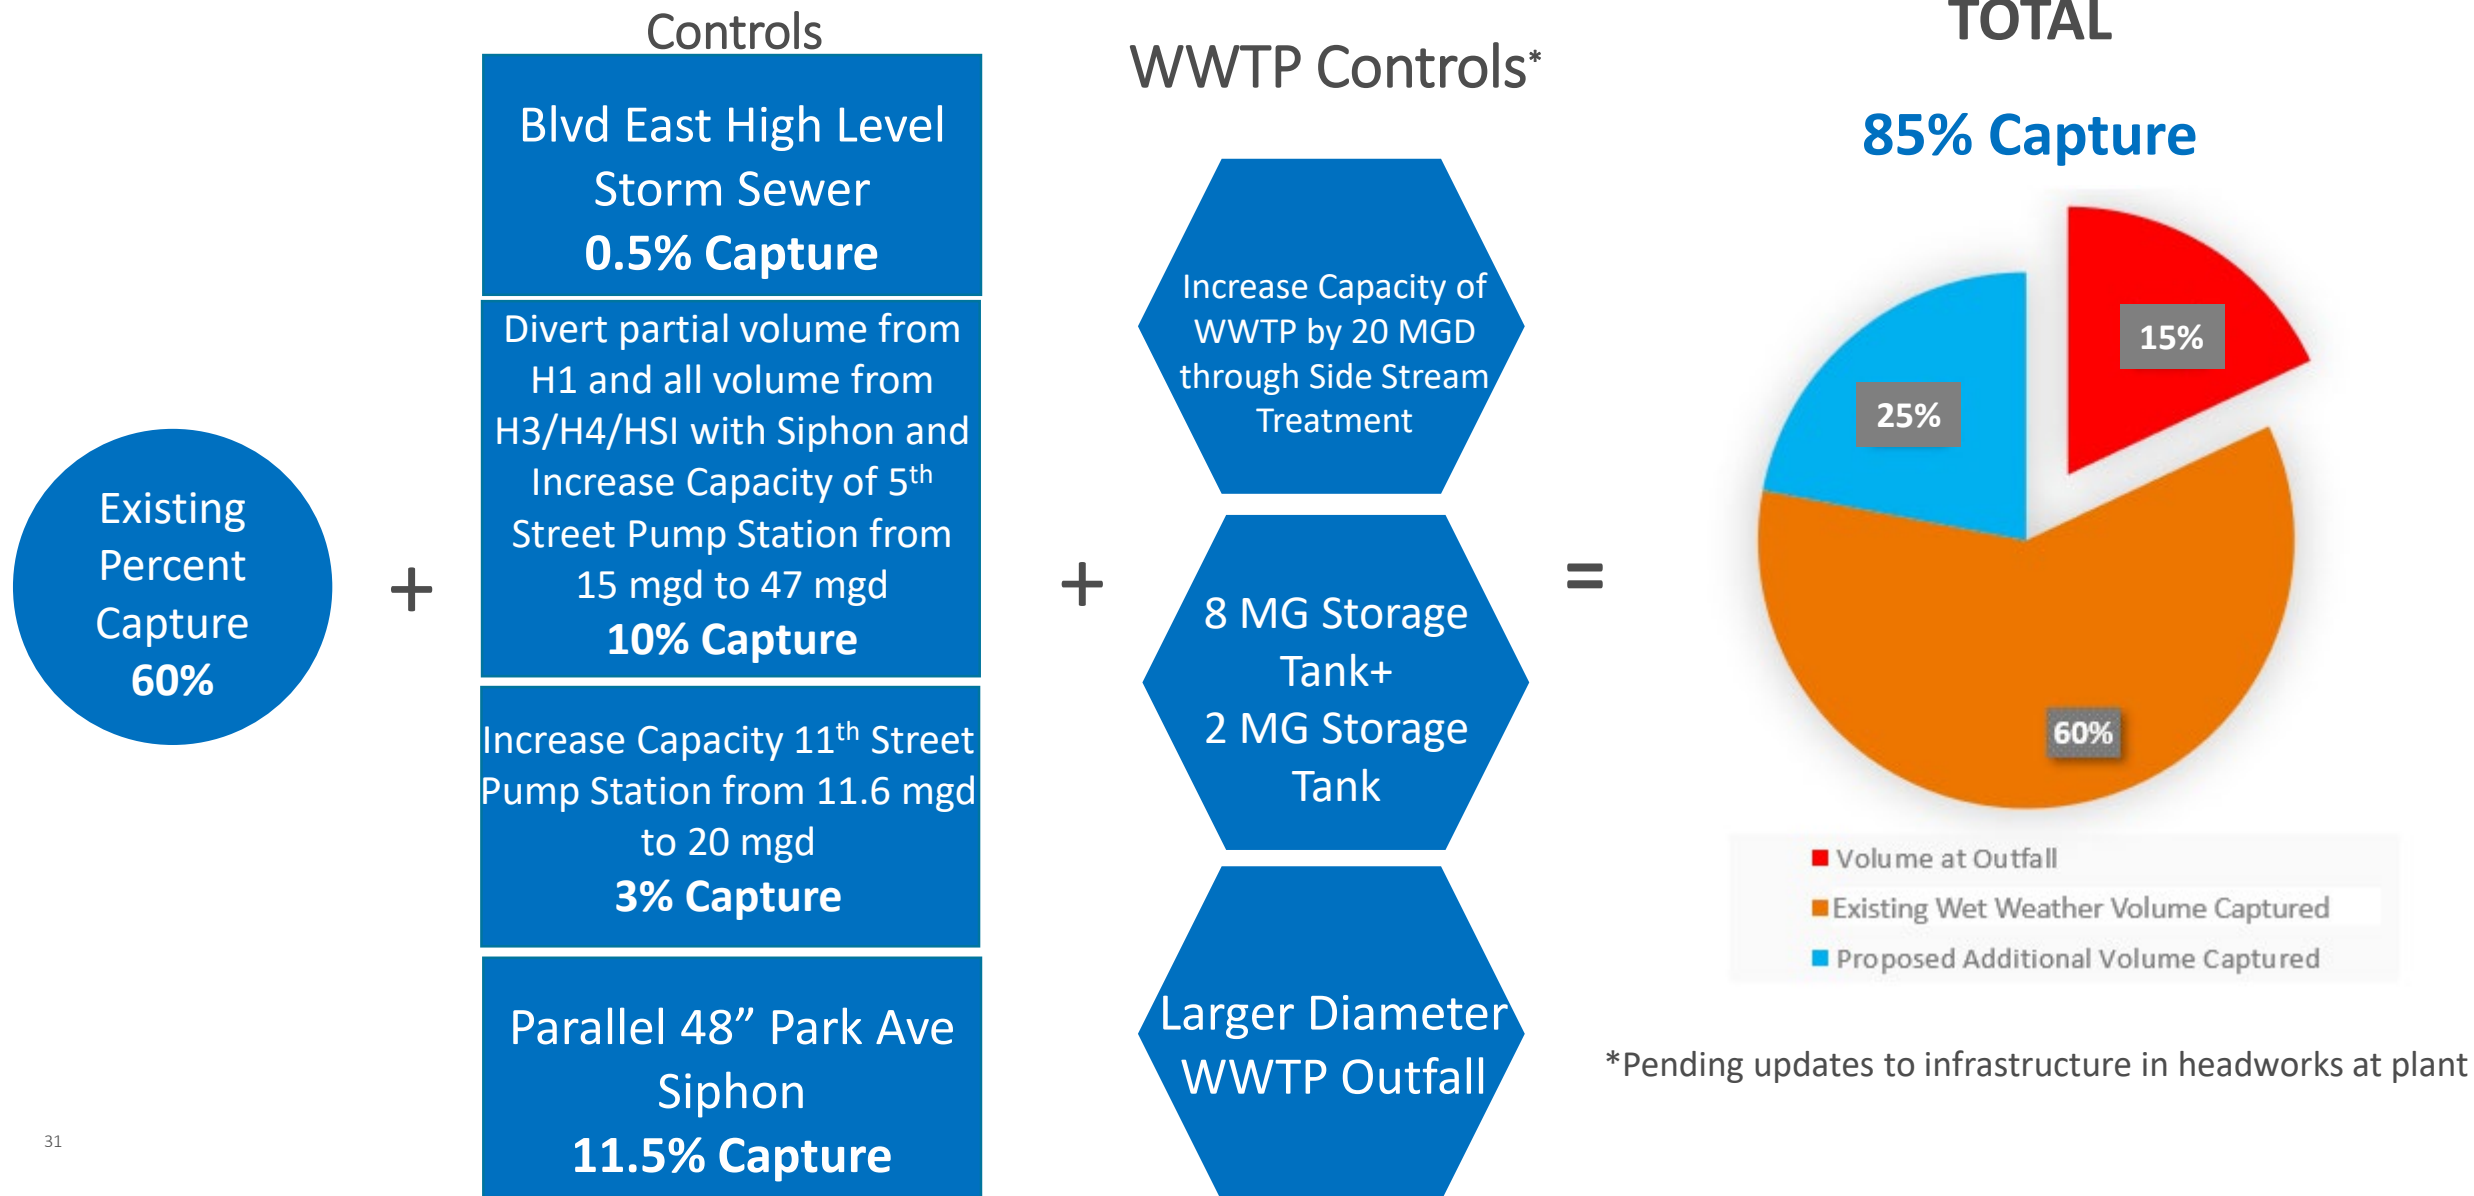 Existing
Percent
Capture
60%
+
Controls
Blvd East High Level
Storm Sewer
0.5% Capture
Divert partial volume from
H1 and all volume from
H3/H4/HSI with Siphon and
Increase Capacity of 5th
Street Pump Station from
15 mgd to 47 mgd
10% Capture
Increase Capacity 11th Street
Pump Station from 11.6 mgd
to 20 mgd
3% Capture
Parallel 48” Park Ave
Siphon
11.5% Capture
+
WWTP Controls*
Increase Capacity of
WWTP by 20 MGD
through Side Stream
Treatment
8 MG Storage
Tank+
2 MG Storage
Tank
Larger Diameter
WWTP Outfall
=
TOTAL
85% Capture
15%
25%
60%
Volume at Outfall
Existing Wet Weather Volume Captured
Proposed Additional Volume Captured
*Pending updates to infrastructure in headworks at plant
31